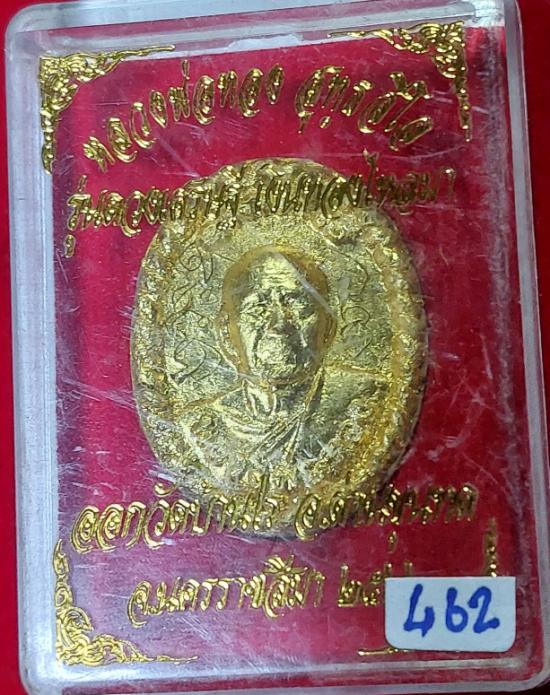 หลวงพ่อทอง สุทฺธสีโล
รุ่นดวงเศรษฐี เงินทองไหลมา
ออกวัดบ้านไร่ อ.ด่านขุนทด
จ.นครราชสีมา
462